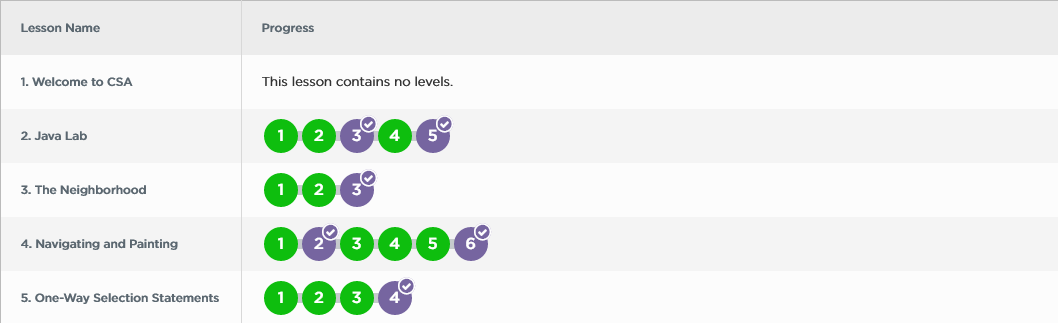 Lesson Name Progress
1. Welcome to CSA This lesson contains no levels.
2. Java Lab 1 2 3 4 5
3. The Neighborhood 1 2 3
4. Navigating and Painting 1 2 3 4 5 6
5. One-Way Selection Statements 1 2 3 4